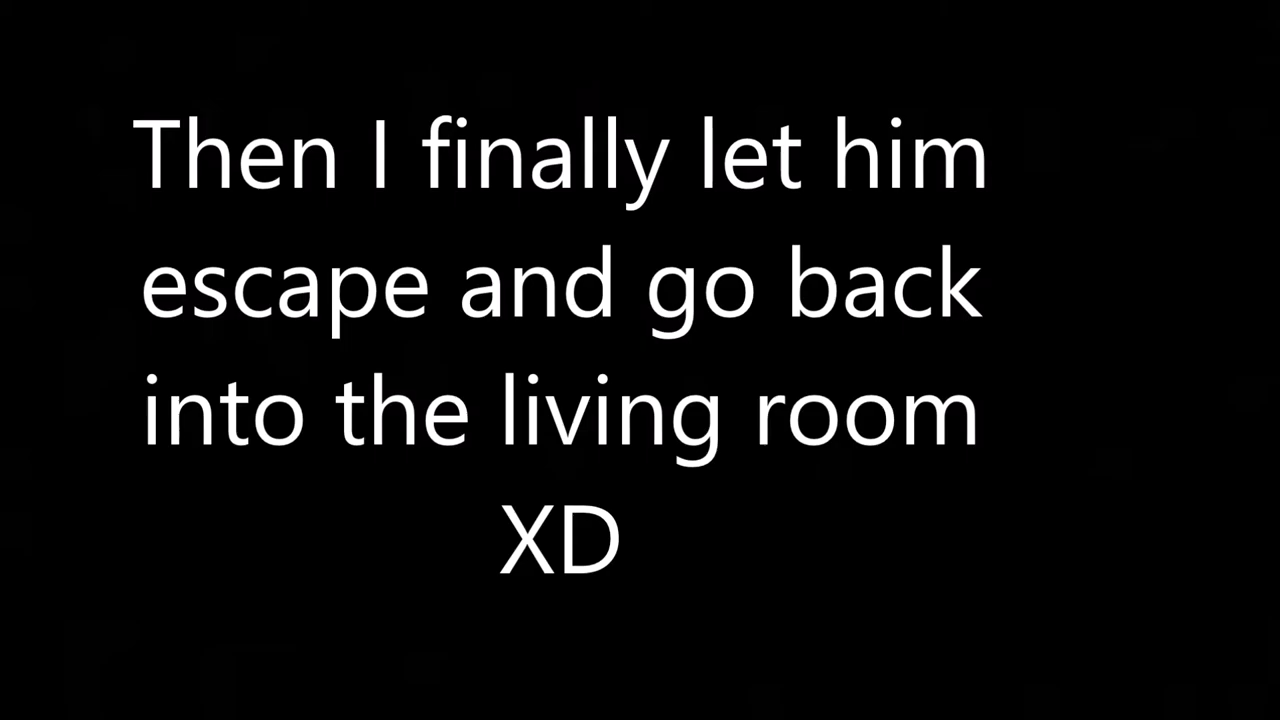 Then I finally let him
escape and go back
into the living room
XD